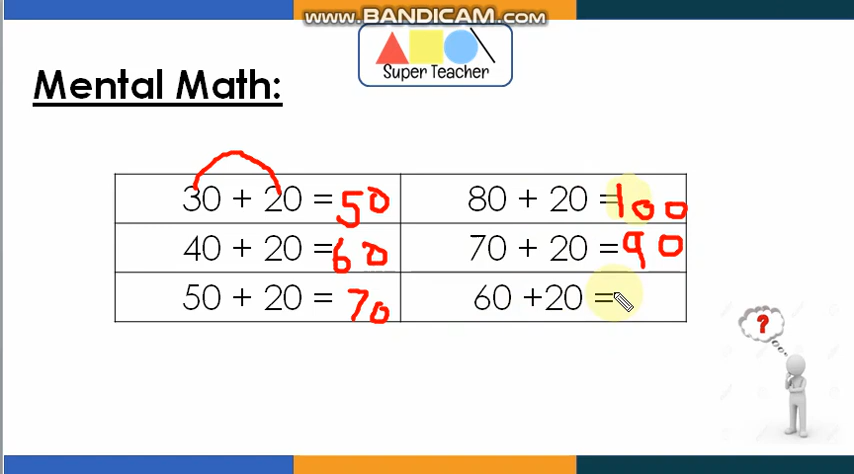 www.BANDICAM.com
Super Teacher
Mental Math:
30 + 20 = 50
80 + 20 = 100
40 + 20 = 60
70 + 20 = 90
50 + 20 = 70
60 +20 =
?